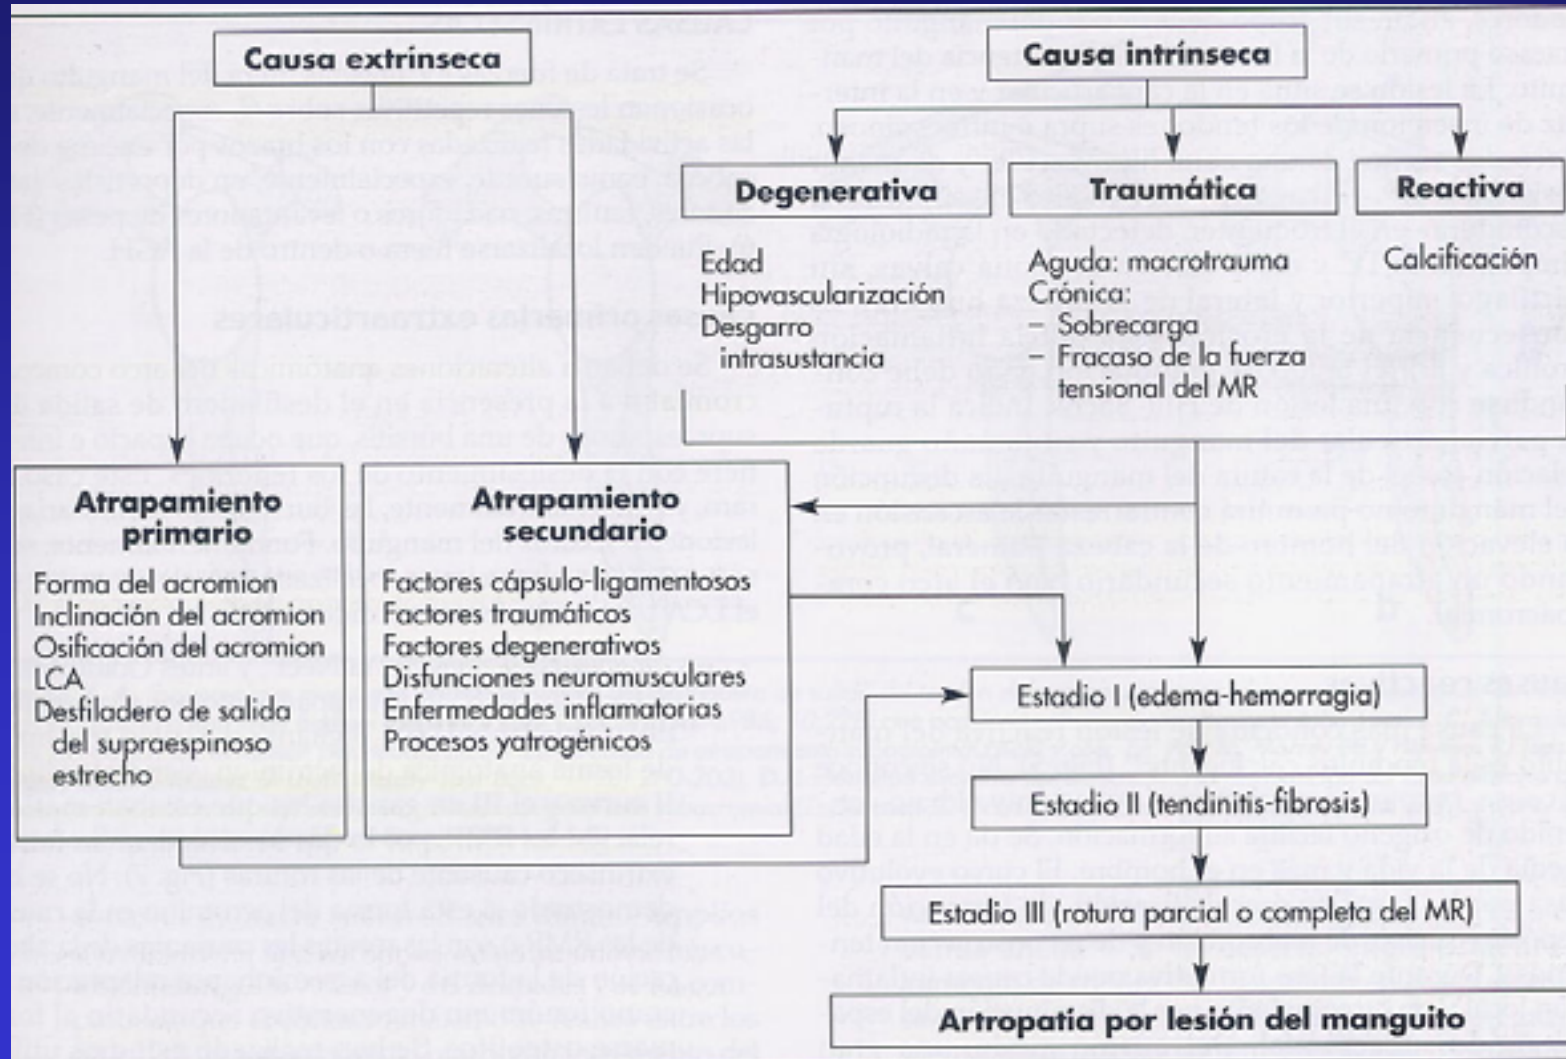 Causa extrínseca
Causa intrínseca
Degenerativa
Traumática
Reactiva
Edad
Hipovascularización
Desgarro
intrasustancia
Aguda: macrotrauma
Crónica:
– Sobrecarga
– Fracaso de la fuerza
tensional del MR
Calcificación
Atrapamiento
primario
Forma del acromion
Inclinación del acromion
Osificación del acromion
LCA
Desfiladero de salida
del supraespinoso
estrecho
Atrapamiento
secundario
Factores cápsulo-ligamentosos
Factores traumáticos
Factores degenerativos
Disfunciones neuromusculares
Enfermedades inflamatorias
Procesos yatrogénicos
Estadio I (edema-hemorragia)
Estadio II (tendinitis-fibrosis)
Estadio III (rotura parcial o completa del MR)
Artropatía por lesión del manguito